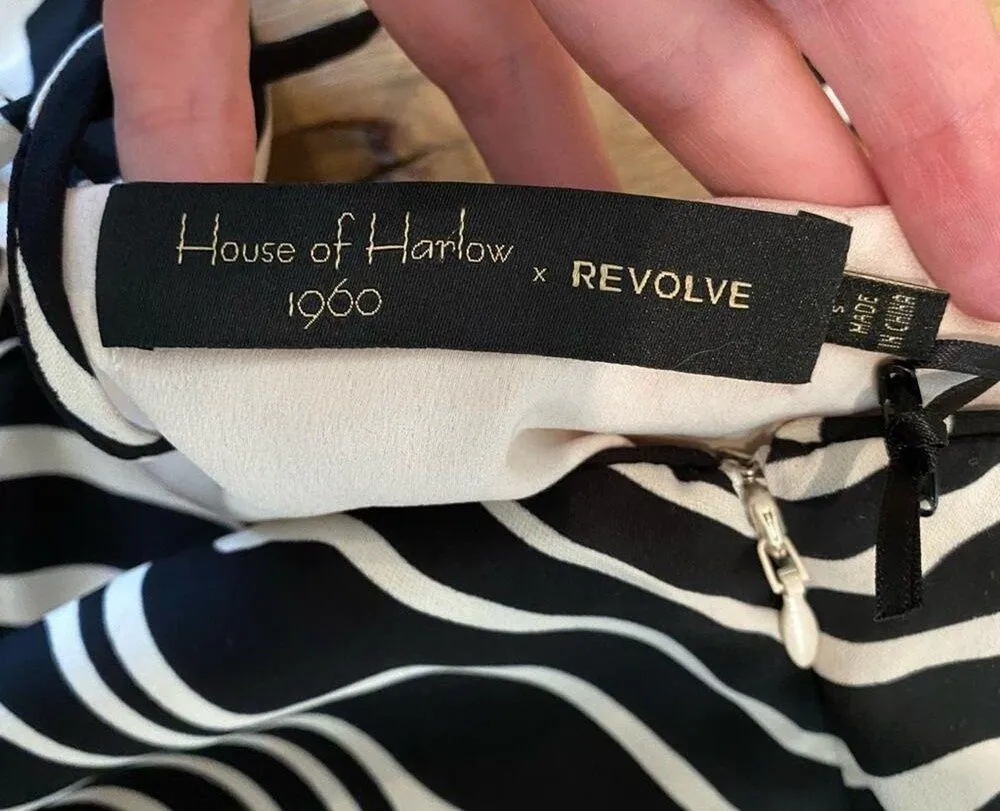 House of Harlow
1960
x REVOLVE
S
MADE
IN CHINA